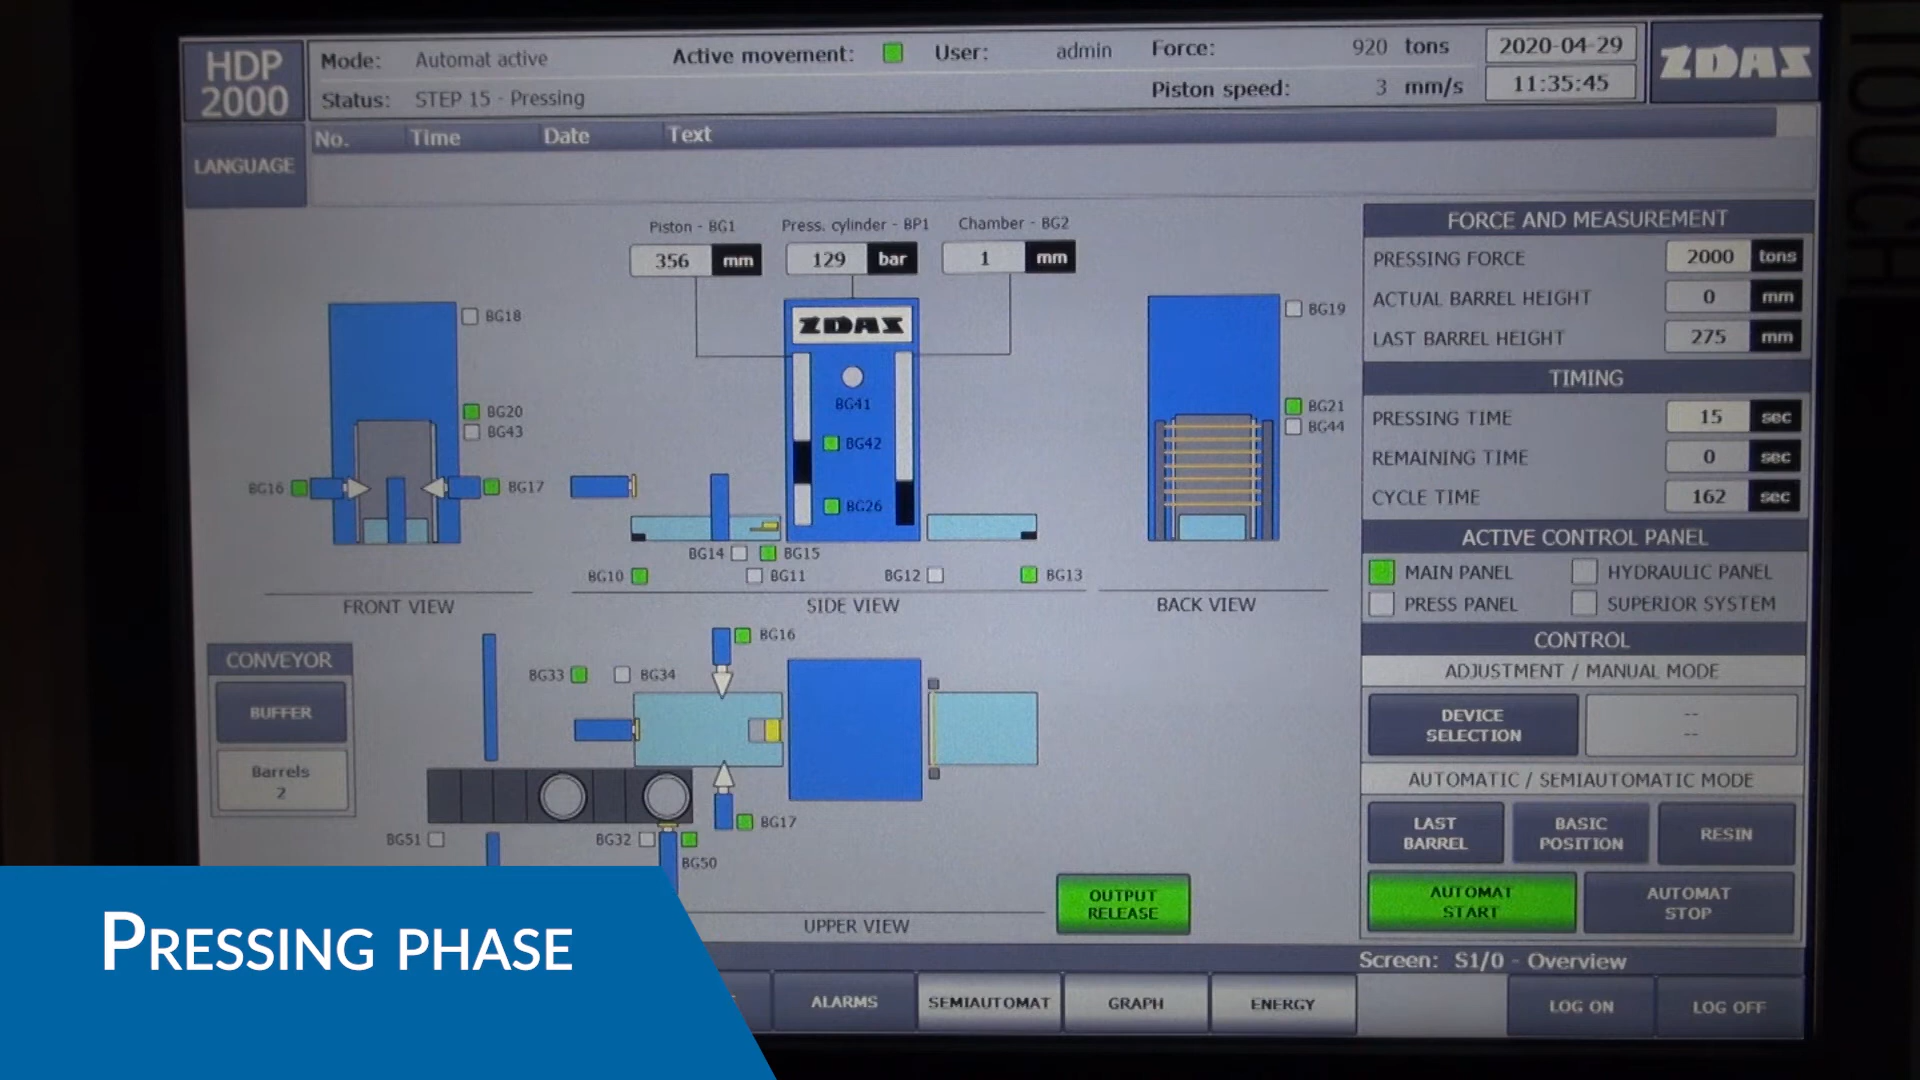 HDP
2000
Mode: Automat active
Active movement:
User: admin
Force: 920 tons
2020-04-29
ZDAS
Status: STEP 15 - Pressing
Piston speed: 3 mm/s
11:35:45
No. Time Date Text
LANGUAGE
Piston - BG1
356 mm
Press. cylinder - BP1
129 bar
Chamber - BG2
1 mm
ZDAS
BG18
BG20
BG43
BG16
BG17
FRONT VIEW
BG41
BG42
BG26
BG14
BG15
BG10
BG11
BG12
BG13
SIDE VIEW
BG19
BG21
BG44
BACK VIEW
FORCE AND MEASUREMENT
PRESSING FORCE 2000 tons
ACTUAL BARREL HEIGHT 0 mm
LAST BARREL HEIGHT 275 mm
TIMING
PRESSING TIME 15 sec
REMAINING TIME 0 sec
CYCLE TIME 162 sec
ACTIVE CONTROL PANEL
MAIN PANEL HYDRAULIC PANEL
PRESS PANEL SUPERIOR SYSTEM
CONTROL
ADJUSTMENT / MANUAL MODE
DEVICE
SELECTION
--
--
AUTOMATIC / SEMIAUTOMATIC MODE
LAST
BARREL
BASIC
POSITION
RESIN
AUTOMAT
START
AUTOMAT
STOP
CONVEYOR
BUFFER
Barrels
2
BG16
BG33
BG34
BG17
BG51
BG32
BG50
UPPER VIEW
OUTPUT
RELEASE
Screen: S1/0 - Overview
ALARMS
SEMIAUTOMAT
GRAPH
ENERGY
LOG ON
LOG OFF
TOUCH
PRESSING PHASE